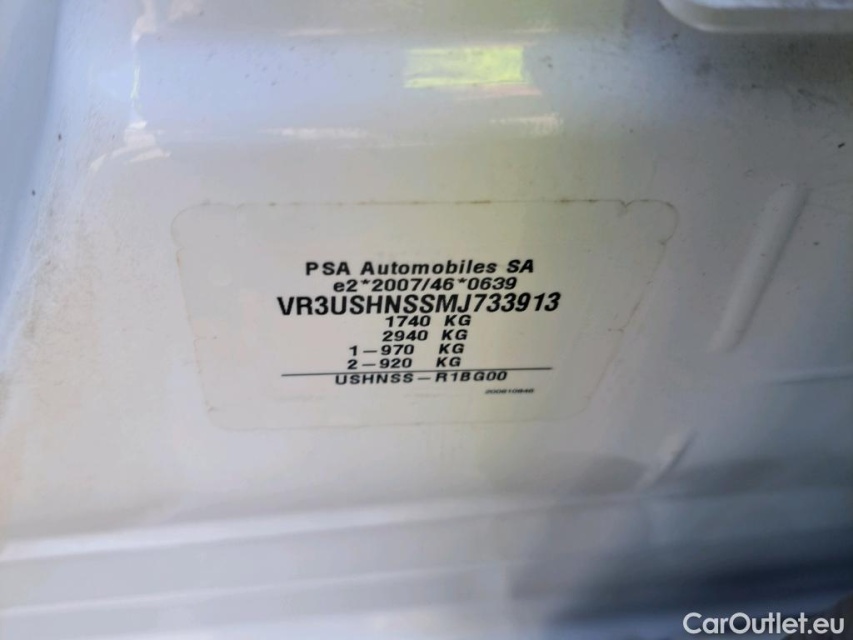 PSA Automobiles SA
e2*2007/46*0639
VR3USHNSSMJ733913
1740 KG
2940 KG
1-970 KG
2-920 KG
USHNSS-R1BG00
CarOutlet.eu